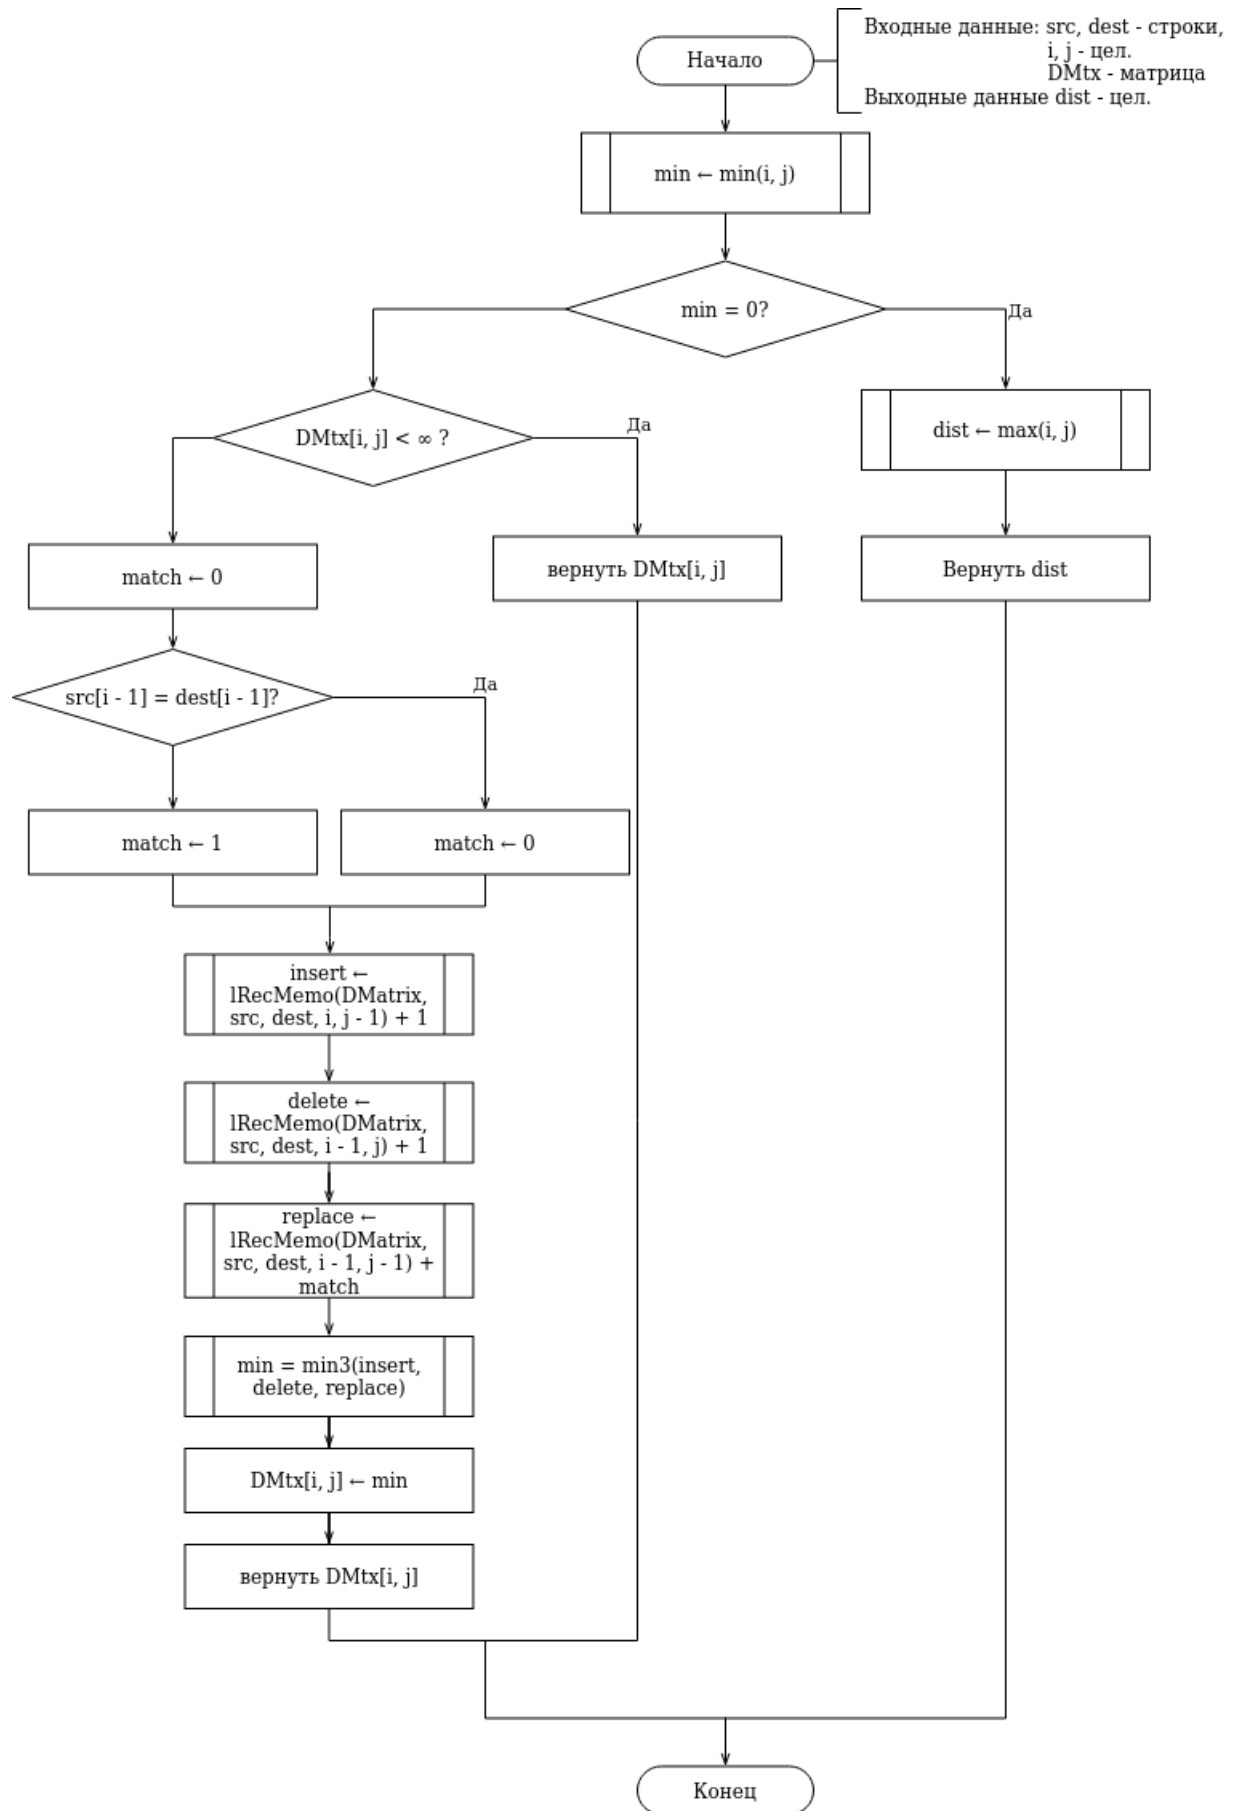 Начало
Входные данные: src, dest - строки,
i, j - цел.
DMtx - матрица
Выходные данные dist - цел.
min ← min(i, j)
min = 0?
Да
DMtx[i, j] < ∞ ?
Да
dist ← max(i, j)
match ← 0
вернуть DMtx[i, j]
Вернуть dist
src[i - 1] = dest[i - 1]?
Да
match ← 1
match ← 0
insert ←
lRecMemo(DMatrix,
src, dest, i, j - 1) + 1
delete ←
lRecMemo(DMatrix,
src, dest, i - 1, j) + 1
replace ←
lRecMemo(DMatrix,
src, dest, i - 1, j - 1) +
match
min = min3(insert,
delete, replace)
DMtx[i, j] ← min
вернуть DMtx[i, j]
Конец